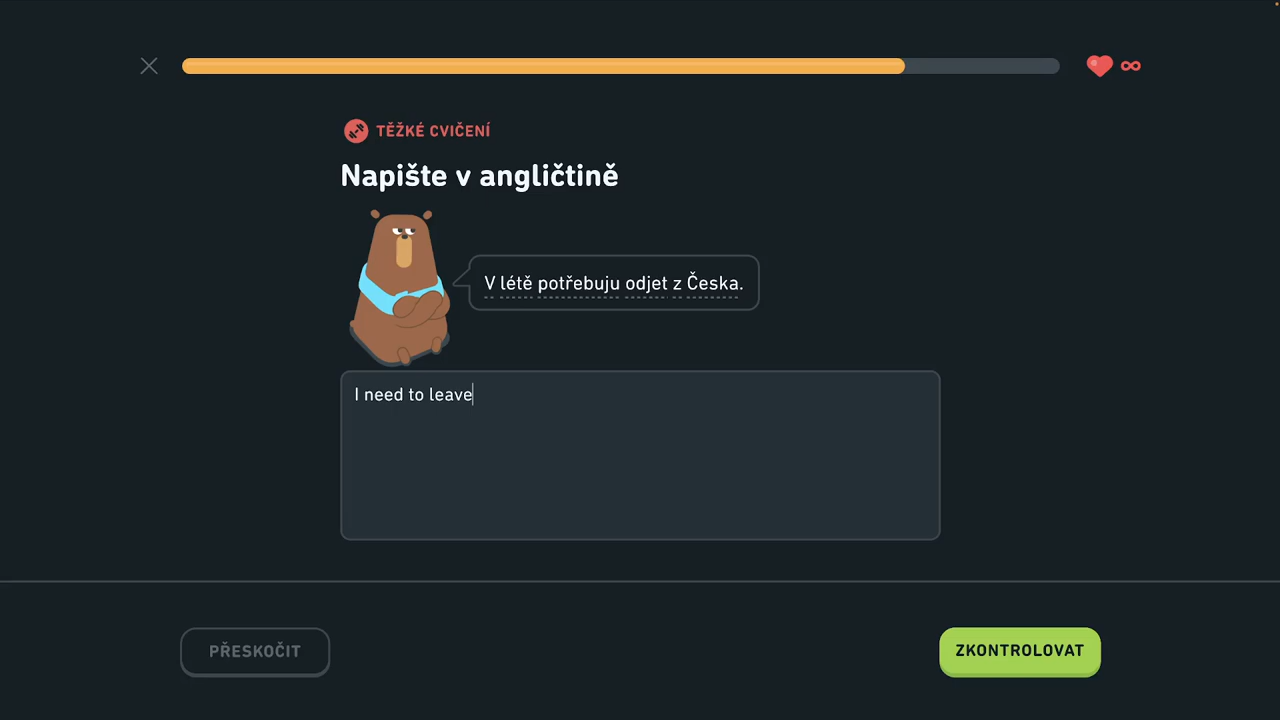 TĚŽKÉ CVIČENÍ
Napište v angličtině
V létě potřebuju odjet z Česka.
I need to leave
PŘESKOČIT
ZKONTROLOVAT